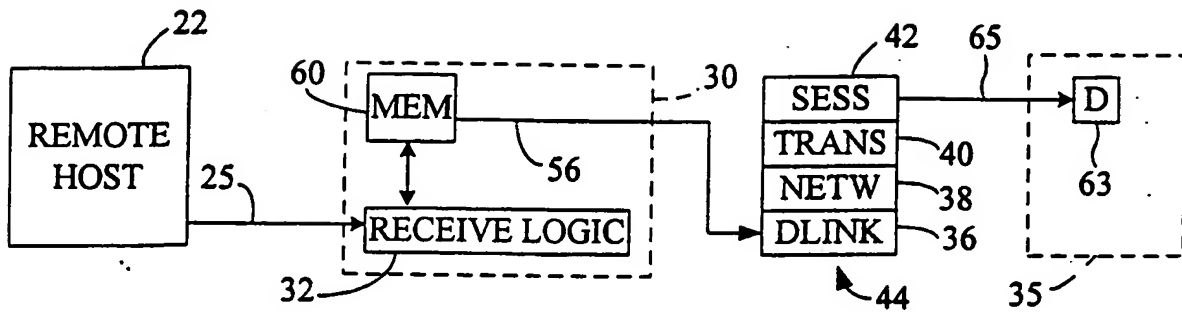 22
REMOTE
HOST
25
60
MEM
30
56
RECEIVE LOGIC
32
42
SESS
TRANS
40
NETW
38
DLINK
36
44
65
D
63
35